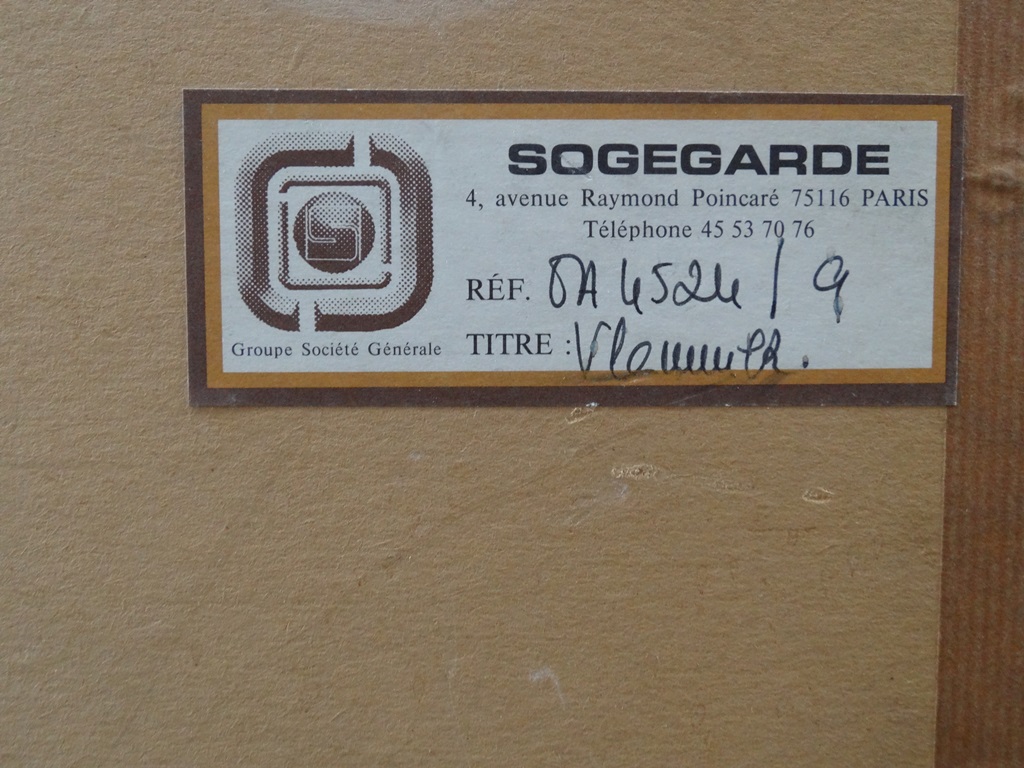 SOGEGARDE
4, avenue Raymond Poincaré 75116 PARIS
Téléphone 45 53 70 76
RÉF. OA 4524 / 9
TITRE :
Groupe Société Générale